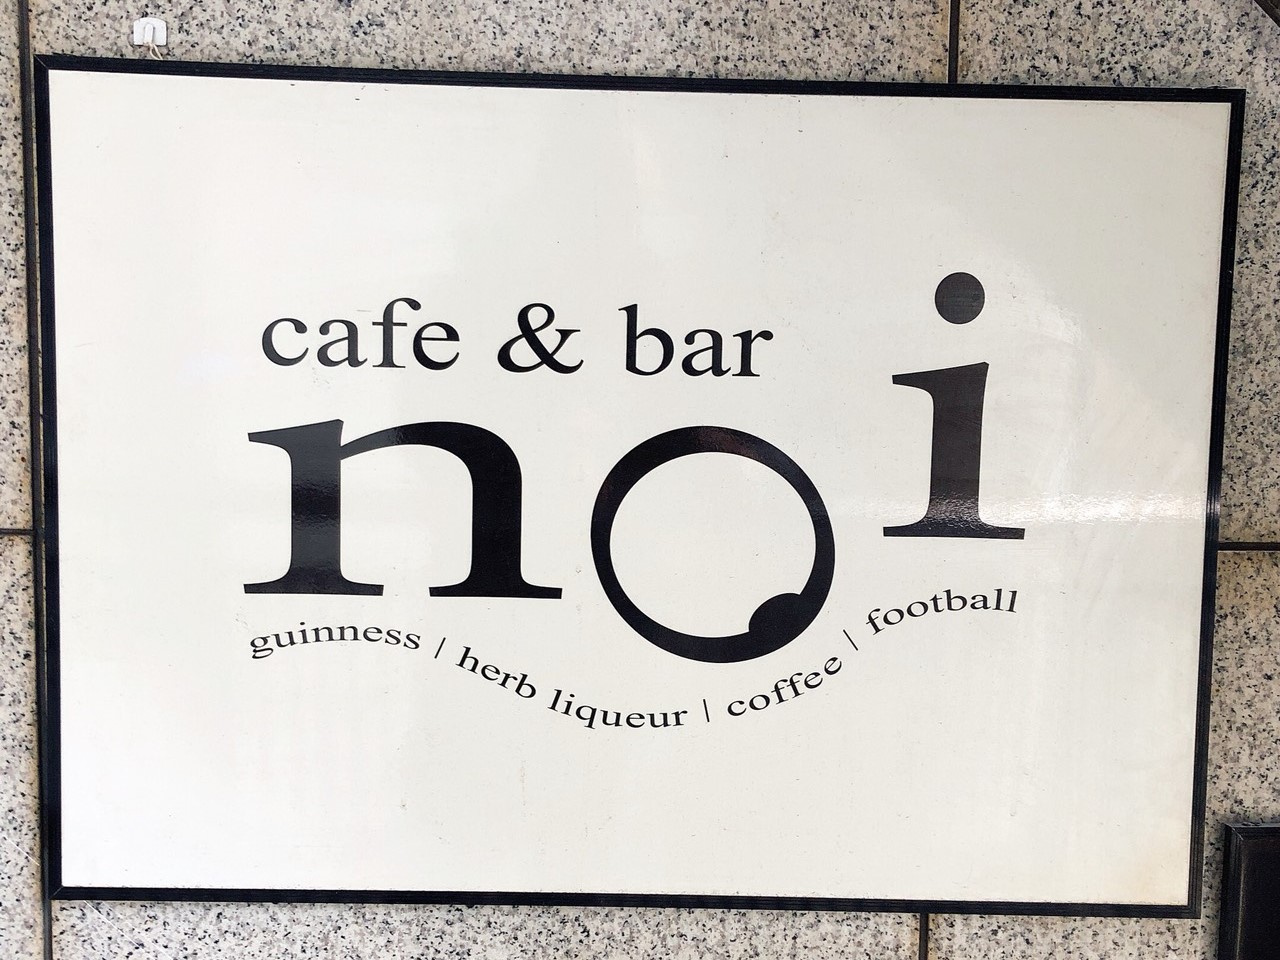 cafe & bar
noi
guinness | herb liqueur | coffee | football